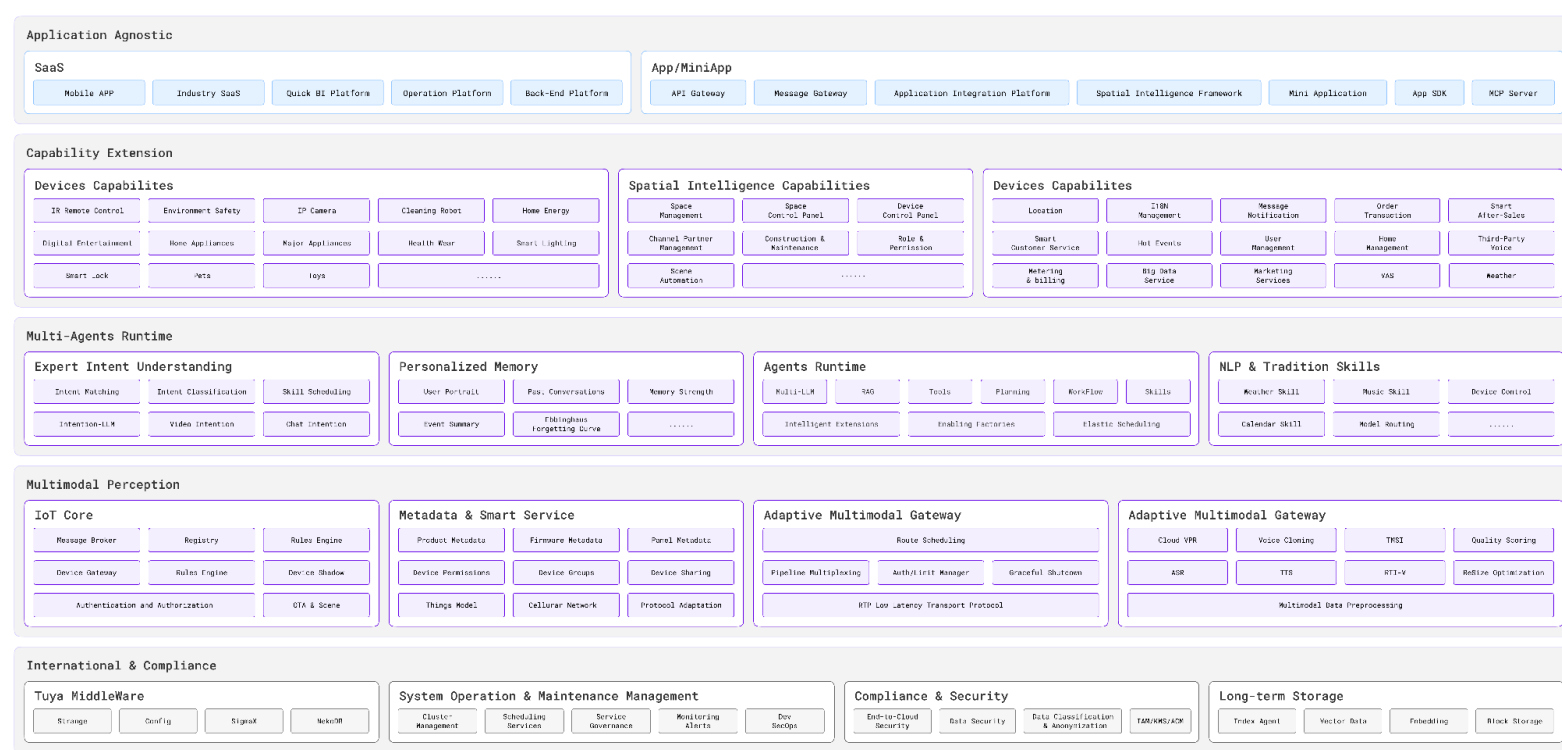 Application Agnostic
SaaS
Mobile APP
Industry SaaS
Quick BI Platform
Operation Platform
Back-End Platform
App/MiniApp
API Gateway
Message Gateway
Application Integration Platform
Spatial Intelligence Framework
Mini Application
App SDK
MCP Server
Capability Extension
Devices Capabilites
IR Remote Control
Environment Safety
IP Camera
Cleaning Robot
Home Energy
Digital Entertainment
Home Appliances
Major Appliances
Health Wear
Smart Lighting
Smart Lock
Pets
Toys
......
Spatial Intelligence Capabilities
Space
Management
Space
Control Panel
Device
Control Panel
Channel Partner
Management
Construction &
Maintenance
Role &
Permission
Scene
Automation
......
Devices Capabilites
Location
I18N
Management
Message
Notification
Order
Transaction
Smart
After-Sales
Smart
Customer Service
Hot Events
User
Management
Home
Management
Third-Party
Voice
Metering
& billing
Big Data
Service
Marketing
Services
VAS
Weather
Multi-Agents Runtime
Expert Intent Understanding
Intent Matching
Intent Classification
Skill Scheduling
Intention-LLM
Video Intention
Chat Intention
Personalized Memory
User Portrait
Past Conversations
Memory Strength
Event Summary
Ebbinghaus
Forgetting Curve
......
Agents Runtime
Multi-LLM
RAG
Tools
Planning
WorkFlow
Skills
Intelligent Extensions
Enabling Factories
Elastic Scheduling
NLP & Tradition Skills
Weather Skill
Music Skill
Device Control
Calendar Skill
Model Routing
......
Multimodal Perception
IoT Core
Message Broker
Registry
Rules Engine
Device Gateway
Rules Engine
Device Shadow
Authentication and Authorization
OTA & Scene
Metadata & Smart Service
Product Metadata
Firmware Metadata
Panel Metadata
Device Permissions
Device Groups
Device Sharing
Things Model
Cellurar Network
Protocol Adaptation
Adaptive Multimodal Gateway
Route Scheduling
Pipeline Multiplexing
Auth/Limit Manager
Graceful Shutdown
RTP Low Latency Transport Protocol
Adaptive Multimodal Gateway
Cloud VPR
Voice Cloning
TMSI
Quality Scoring
ASR
TTS
RTI-V
ReSize Optimization
Multimodal Data Preprocessing
International & Compliance
Tuya MiddleWare
Strange
Config
SigmaX
NekoDB
System Operation & Maintenance Management
Cluster
Management
Scheduling
Services
Service
Governance
Monitoring
Alerts
Dev
SecOps
Compliance & Security
End-to-Cloud
Security
Data Security
Data Classification
& Anonymization
IAM/KMS/ACM
Long-term Storage
Index Agent
Vector Data
Embedding
Block Storage